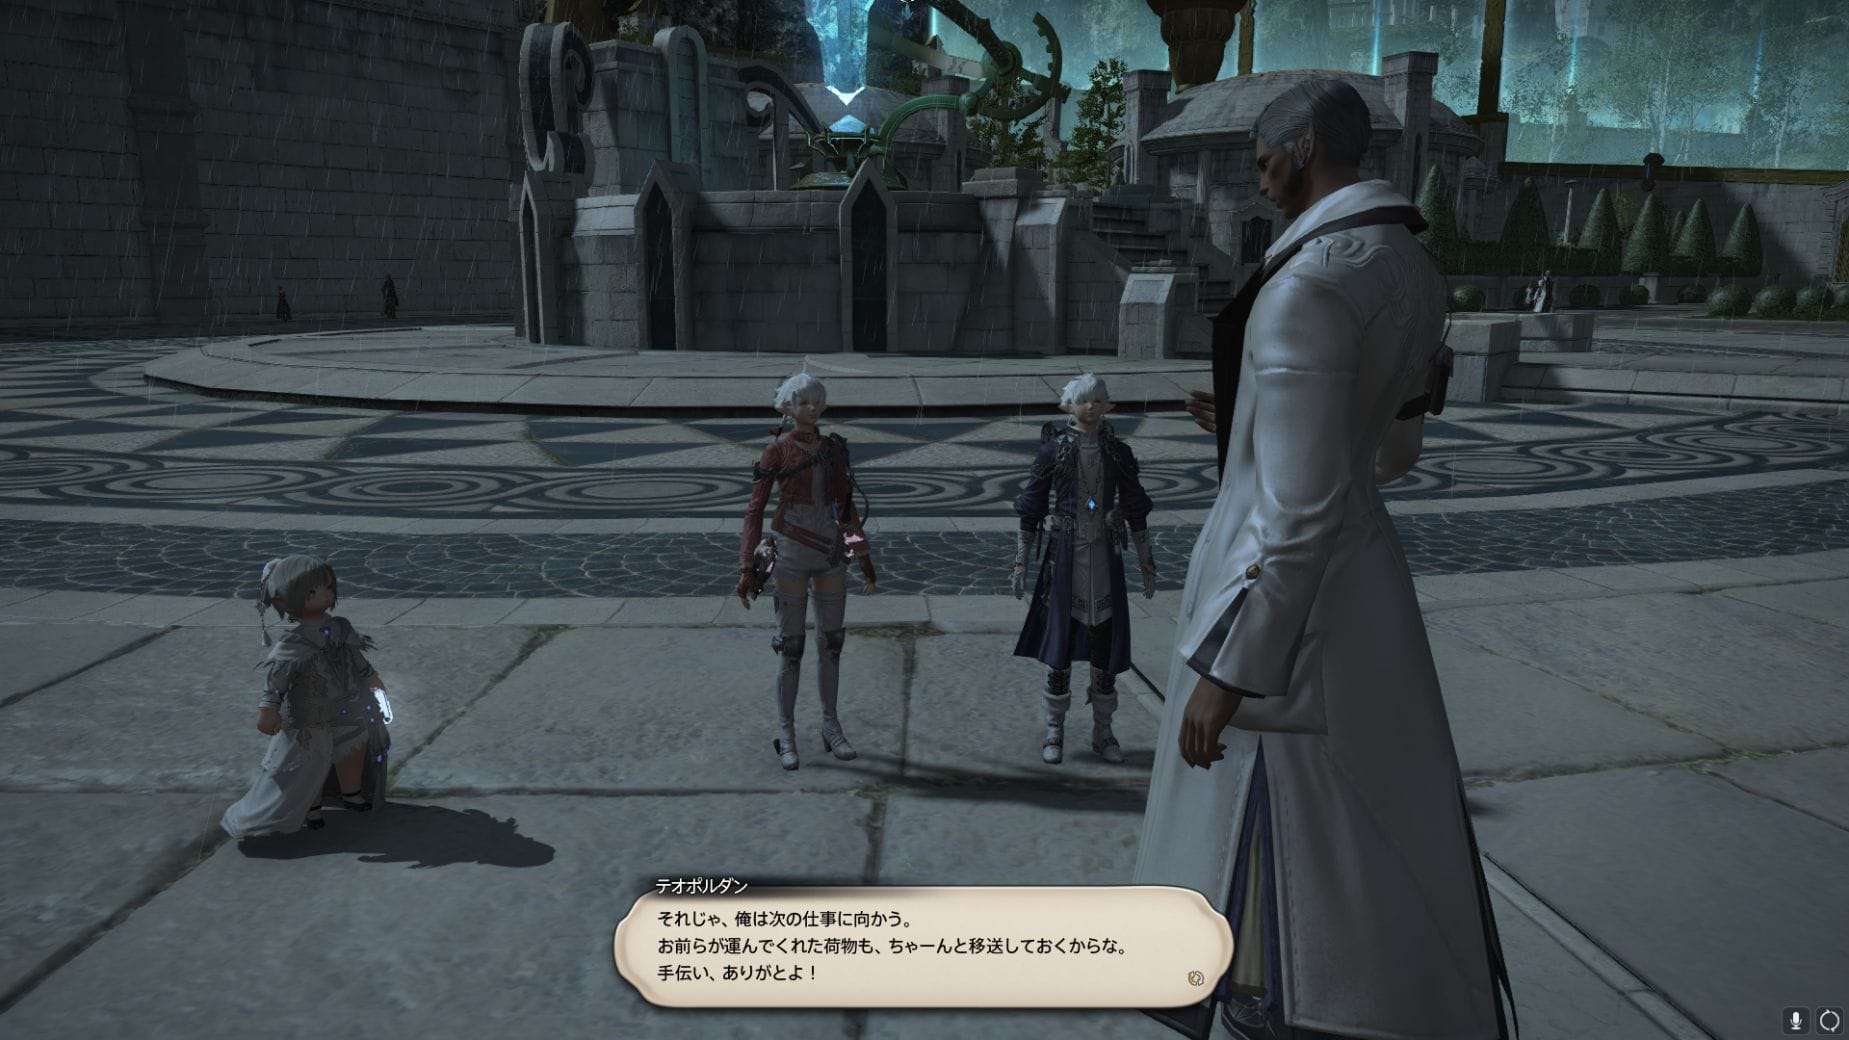 テオポルダン
それじゃ、俺は次の仕事に向かう。
お前らが運んでくれた荷物も、ちゃーんと移送しておくからな。
手伝い、ありがとよ！